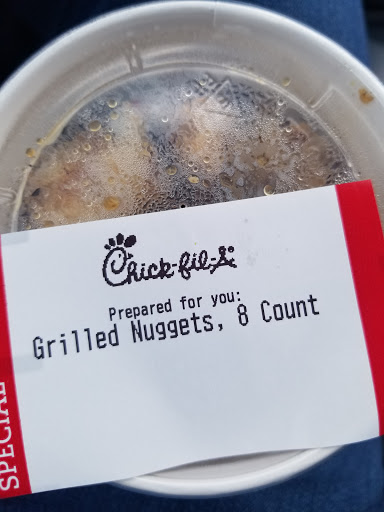 Chick-fil-A
Prepared for you:
Grilled Nuggets, 8 Count
SPECIAL